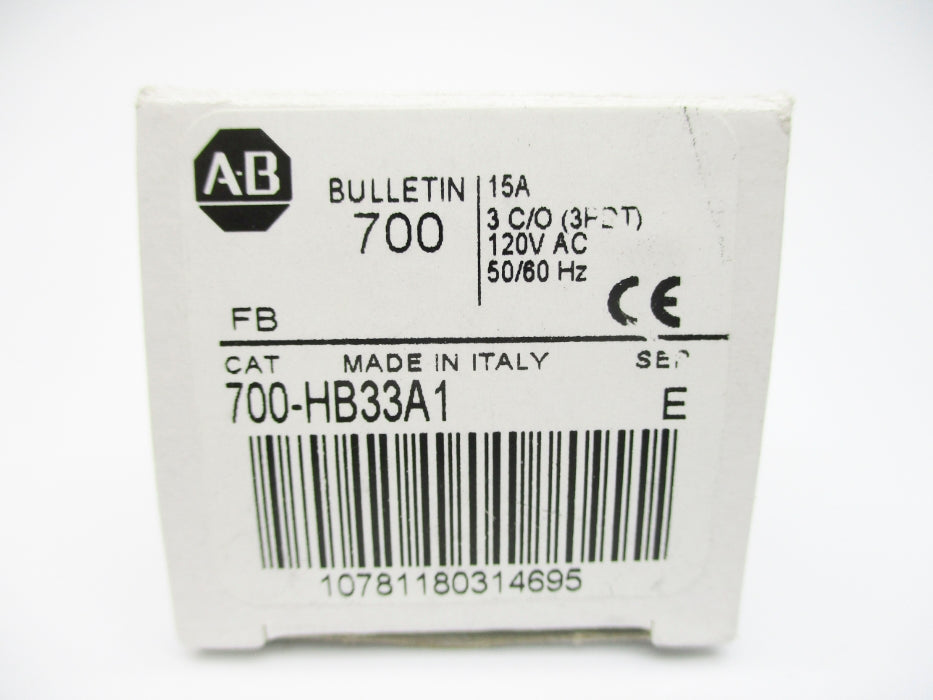 A·B
BULLETIN
700
15A
3 C/O (3PDT)
120V AC
50/60 Hz
CE
FB
CAT MADE IN ITALY
700-HB33A1 E
10781180314695